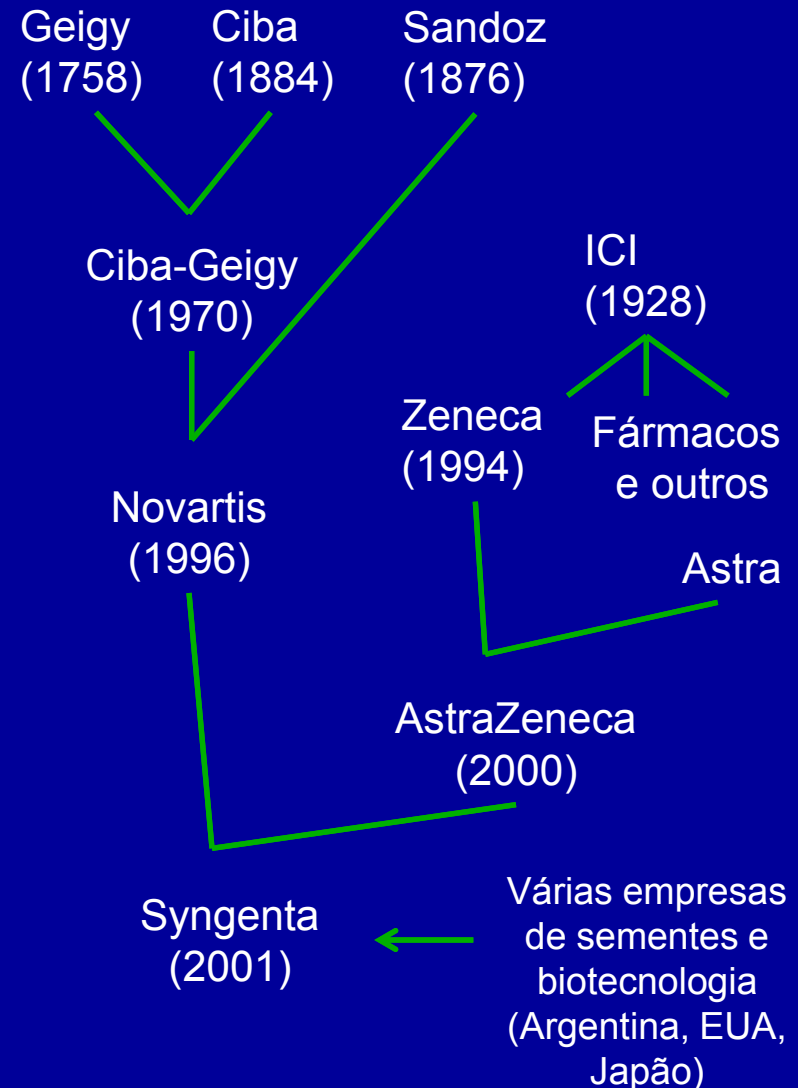 Geigy
(1758)
Ciba
(1884)
Sandoz
(1876)
Ciba-Geigy
(1970)
ICI
(1928)
Zeneca
(1994)
Fármacos
e outros
Novartis
(1996)
Astra
AstraZeneca
(2000)
Syngenta
(2001)
Várias empresas
de sementes e
biotecnologia
(Argentina, EUA,
Japão)